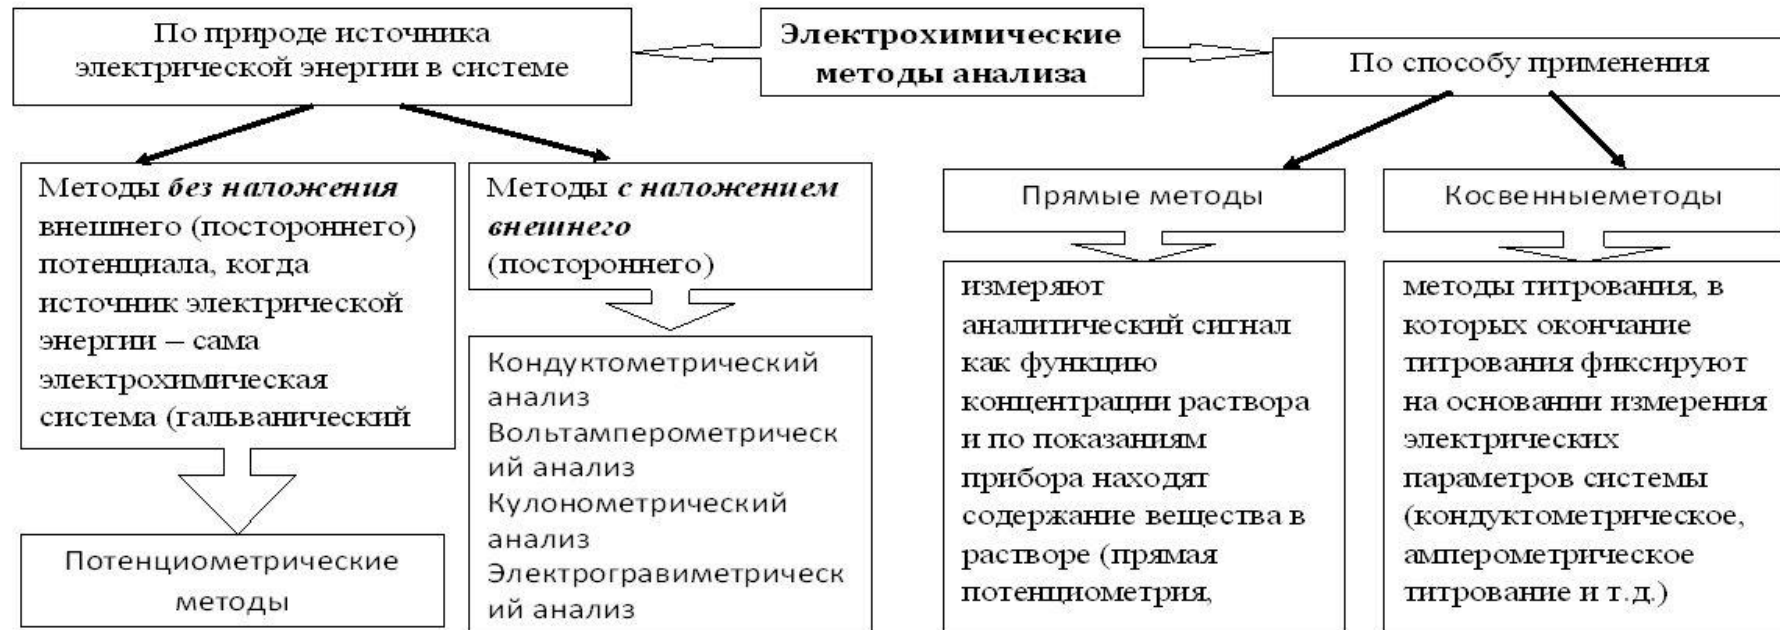 Электрохимические
методы анализа
По природе источника
электрической энергии в системе
По способу применения
Методы без наложения
внешнего (постороннего)
потенциала, когда
источник электрической
энергии – сама
электрохимическая
система (гальванический
Потенциометрические
методы
Методы с наложением
внешнего
(постороннего)
Кондуктометрический
анализ
Вольтамперометрическ
ий анализ
Кулонометрический
анализ
Электрогравиметрическ
ий анализ
Прямые методы
измеряют
аналитический сигнал
как функцию
концентрации раствора
и по показаниям
прибора находят
содержание вещества в
растворе (прямая
потенциометрия,
Косвенныеметоды
методы титрования, в
которых окончание
титрования фиксируют
на основании измерения
электрических
параметров системы
(кондуктометрическое,
амперометрическое
титрование и т.д.)